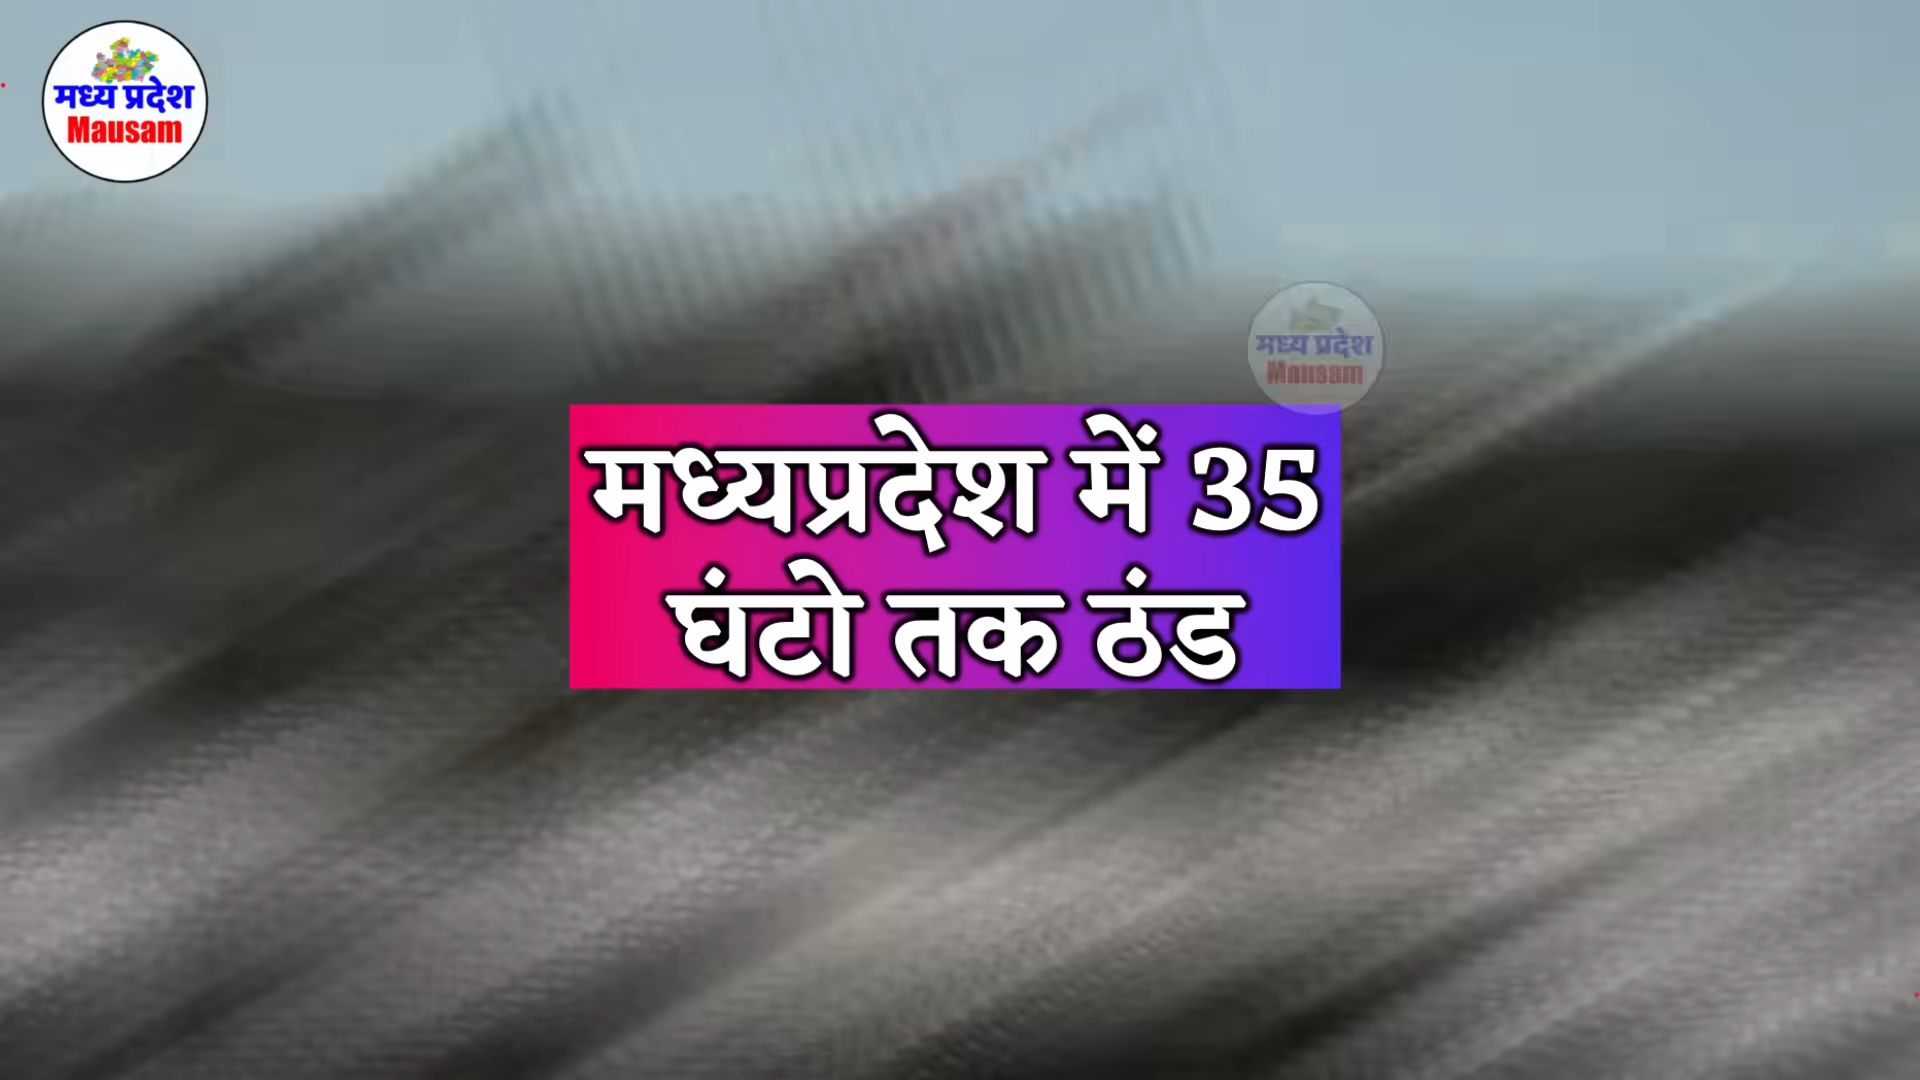 मध्य प्रदेश
Mausam
मध्य प्रदेश
Mausam
मध्यप्रदेश में 35
घंटो तक ठंड